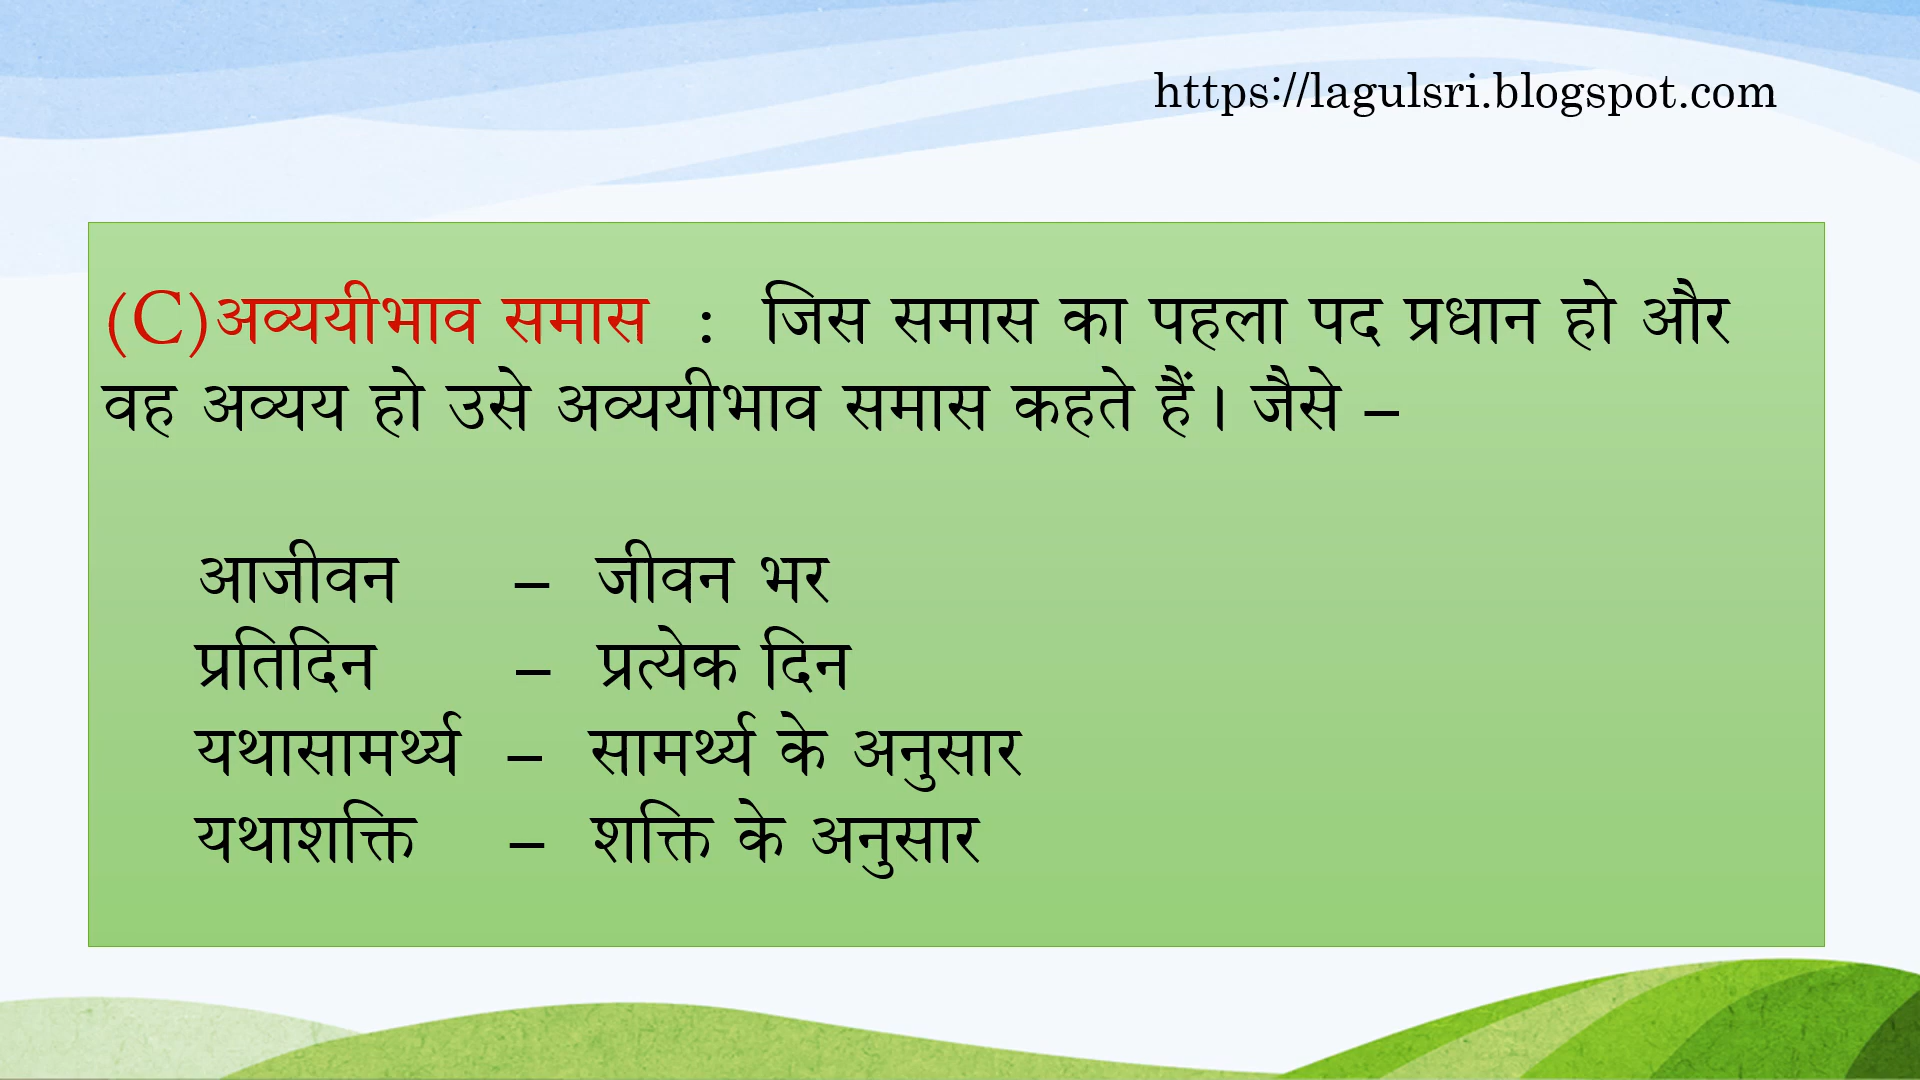 https://lagulsri.blogspot.com
(C)अव्ययीभाव समास : जिस समास का पहला पद प्रधान हो और
वह अव्यय हो उसे अव्ययीभाव समास कहते हैं। जैसे –
आजीवन – जीवन भर
प्रतिदिन – प्रत्येक दिन
यथासामर्थ्य – सामर्थ्य के अनुसार
यथाशक्ति – शक्ति के अनुसार